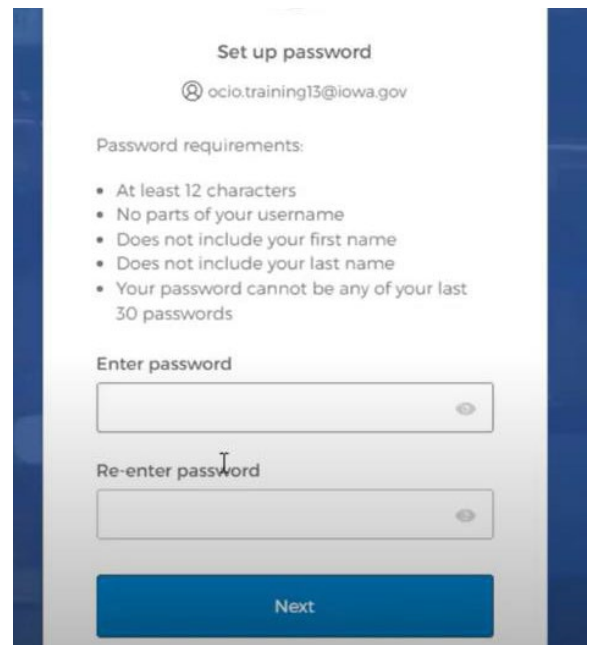 Set up password
ocio.training13@iowa.gov
Password requirements:
• At least 12 characters
• No parts of your username
• Does not include your first name
• Does not include your last name
• Your password cannot be any of your last
30 passwords
Enter password
Re-enter password
Next